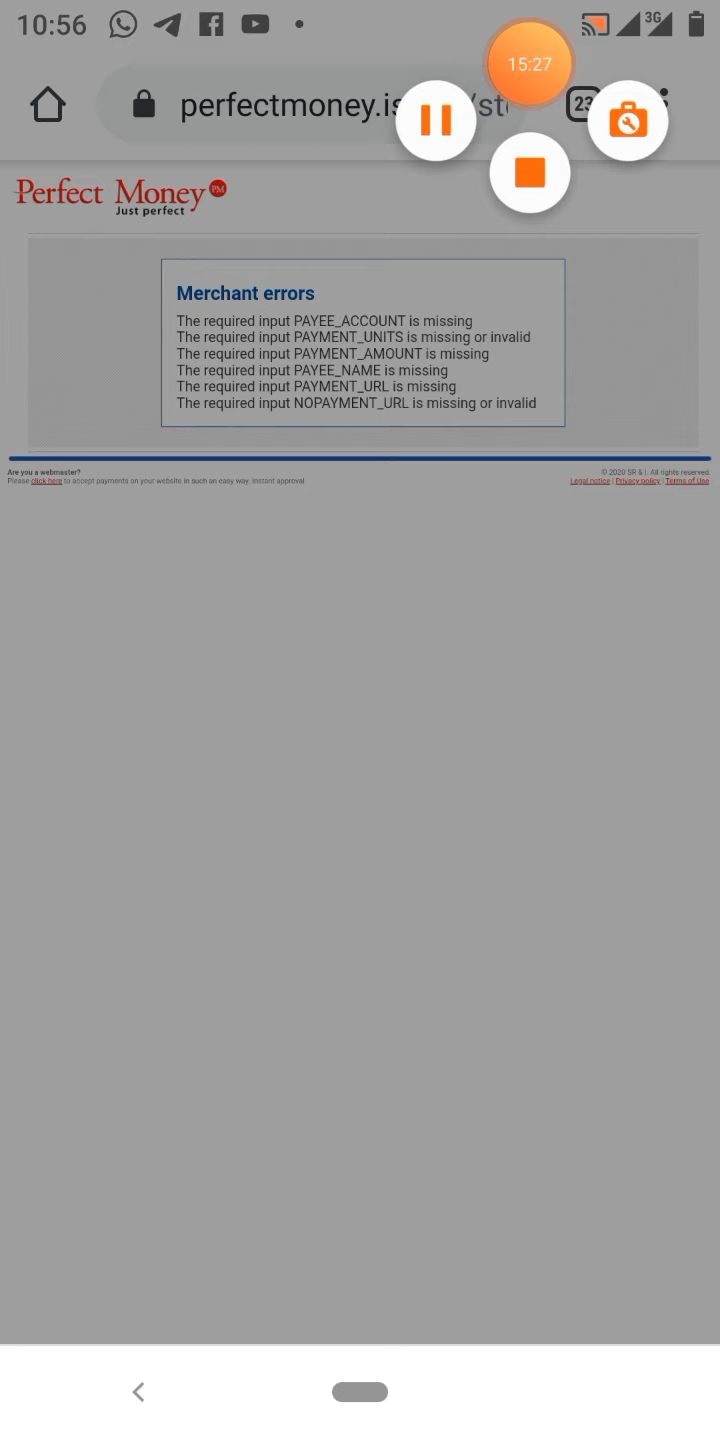 10:56
3G
15:27
perfectmoney.is
23
Perfect Money PM
Just perfect
Merchant errors
The required input PAYEE_ACCOUNT is missing
The required input PAYMENT_UNITS is missing or invalid
The required input PAYMENT_AMOUNT is missing
The required input PAYEE_NAME is missing
The required input PAYMENT_URL is missing
The required input NOPAYMENT_URL is missing or invalid
Are you a webmaster?
Please click here to accept payments on your website in such an easy way. Instant approval
© 2020 SR & I. All rights reserved.
Legal notice | Privacy policy | Terms of Use